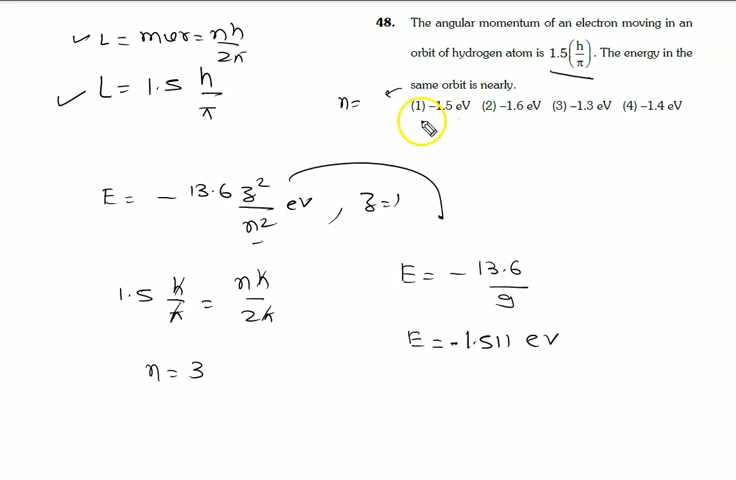 48. The angular momentum of an electron moving in an
orbit of hydrogen atom is 1.5(h/π). The energy in the
same orbit is nearly.
(1) –1.5 eV (2) –1.6 eV (3) –1.3 eV (4) –1.4 eV
✓ L = mvr = nh/2π
✓ L = 1.5 h/π
n =
E = – 13.6 z²/n² ev , z=1
1.5 h/π = nh/2π
n = 3
E = – 13.6/9
E = –1.511 ev